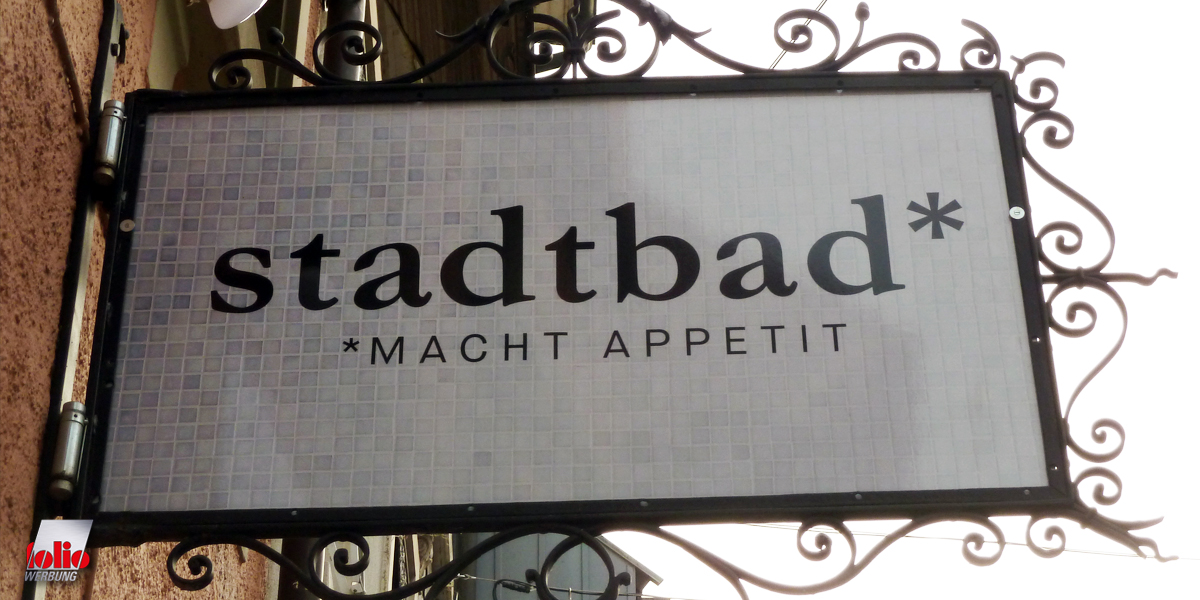 stadtbad*
*MACHT APPETIT
folio
WERBUNG